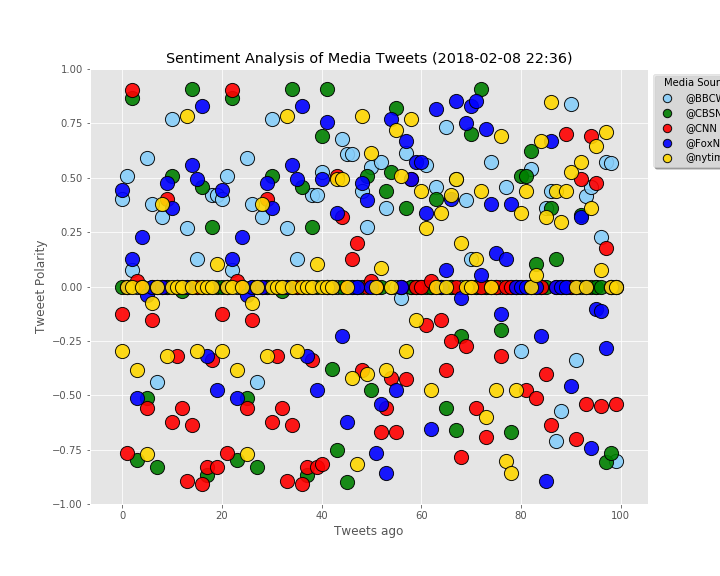 Sentiment Analysis of Media Tweets (2018-02-08 22:36)
Media Sour
@BBCW
@CBSN
@CNN
@FoxN
@nytim
Tweeet Polarity
1.00
0.75
0.50
0.25
0.00
−0.25
−0.50
−0.75
−1.00
0 20 40 60 80 100
Tweets ago